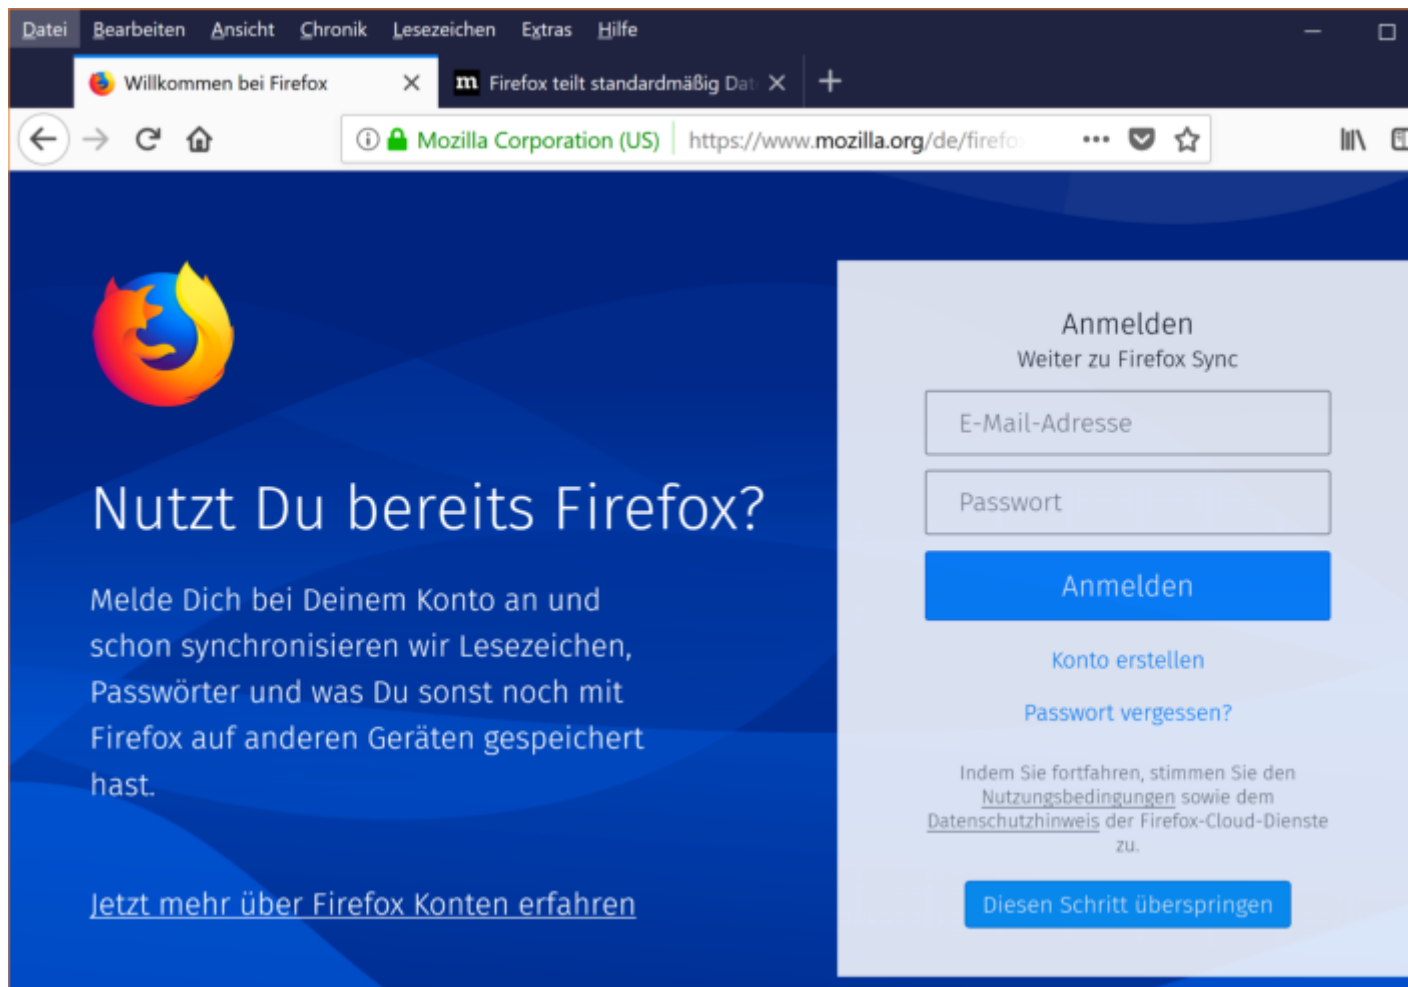 Datei Bearbeiten Ansicht Chronik Lesezeichen Extras Hilfe
Willkommen bei Firefox m Firefox teilt standardmäßig Dat
Mozilla Corporation (US) https://www.mozilla.org/de/firefo
Nutzt Du bereits Firefox?
Melde Dich bei Deinem Konto an und
schon synchronisieren wir Lesezeichen,
Passwörter und was Du sonst noch mit
Firefox auf anderen Geräten gespeichert
hast.
Jetzt mehr über Firefox Konten erfahren
Anmelden
Weiter zu Firefox Sync
E-Mail-Adresse
Passwort
Anmelden
Konto erstellen
Passwort vergessen?
Indem Sie fortfahren, stimmen Sie den
Nutzungsbedingungen sowie dem
Datenschutzhinweis der Firefox-Cloud-Dienste
zu.
Diesen Schritt überspringen